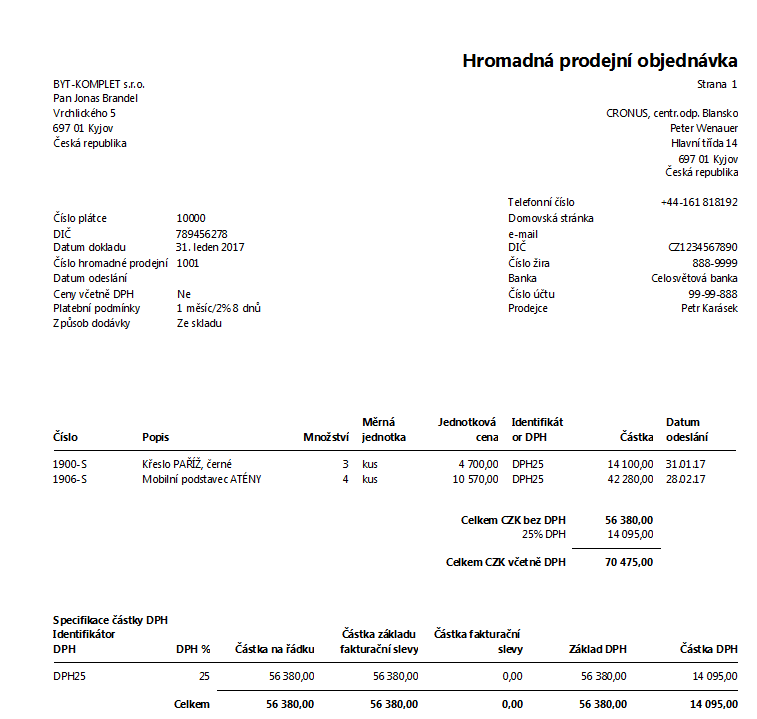 Hromadná prodejní objednávka
BYT-KOMPLET s.r.o. Strana 1
Pan Jonas Brandel
Vrchlického 5 CRONUS, centr.odp. Blansko
697 01 Kyjov Peter Wenauer
Česká republika Hlavní třída 14
697 01 Kyjov
Česká republika
Telefonní číslo +44-161 818192
Číslo plátce 10000 Domovská stránka
DIČ 789456278 e-mail
Datum dokladu 31. leden 2017 DIČ CZ1234567890
Číslo hromadné prodejní 1001 Číslo žira 888-9999
Datum odeslání Banka Celosvětová banka
Ceny včetně DPH Ne Číslo účtu 99-99-888
Platební podmínky 1 měsíc/2% 8 dnů Prodejce Petr Karásek
Způsob dodávky Ze skladu
Měrná Jednotková Identifikát Datum
Číslo Popis Množství jednotka cena or DPH Částka odeslání
1900-S Křeslo PAŘÍŽ, černé 3 kus 4 700,00 DPH25 14 100,00 31.01.17
1906-S Mobilní podstavec ATÉNY 4 kus 10 570,00 DPH25 42 280,00 28.02.17
Celkem CZK bez DPH 56 380,00
25% DPH 14 095,00
Celkem CZK včetně DPH 70 475,00
Specifikace částky DPH
Identifikátor Částka základu Částka fakturační
DPH DPH % Částka na řádku fakturační slevy slevy Základ DPH Částka DPH
DPH25 25 56 380,00 56 380,00 0,00 56 380,00 14 095,00
Celkem 56 380,00 56 380,00 0,00 56 380,00 14 095,00